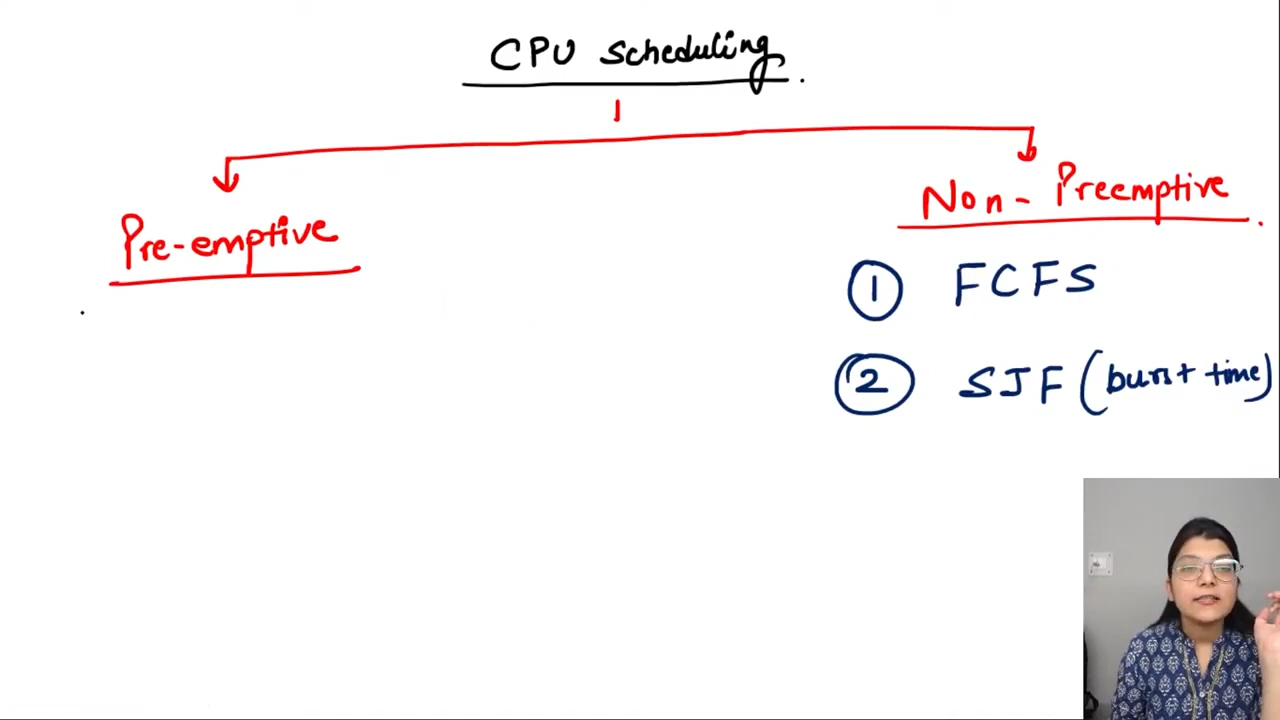 CPU Scheduling
Pre-emptive
Non-Preemptive
1 FCFS
2 SJF (burst time)